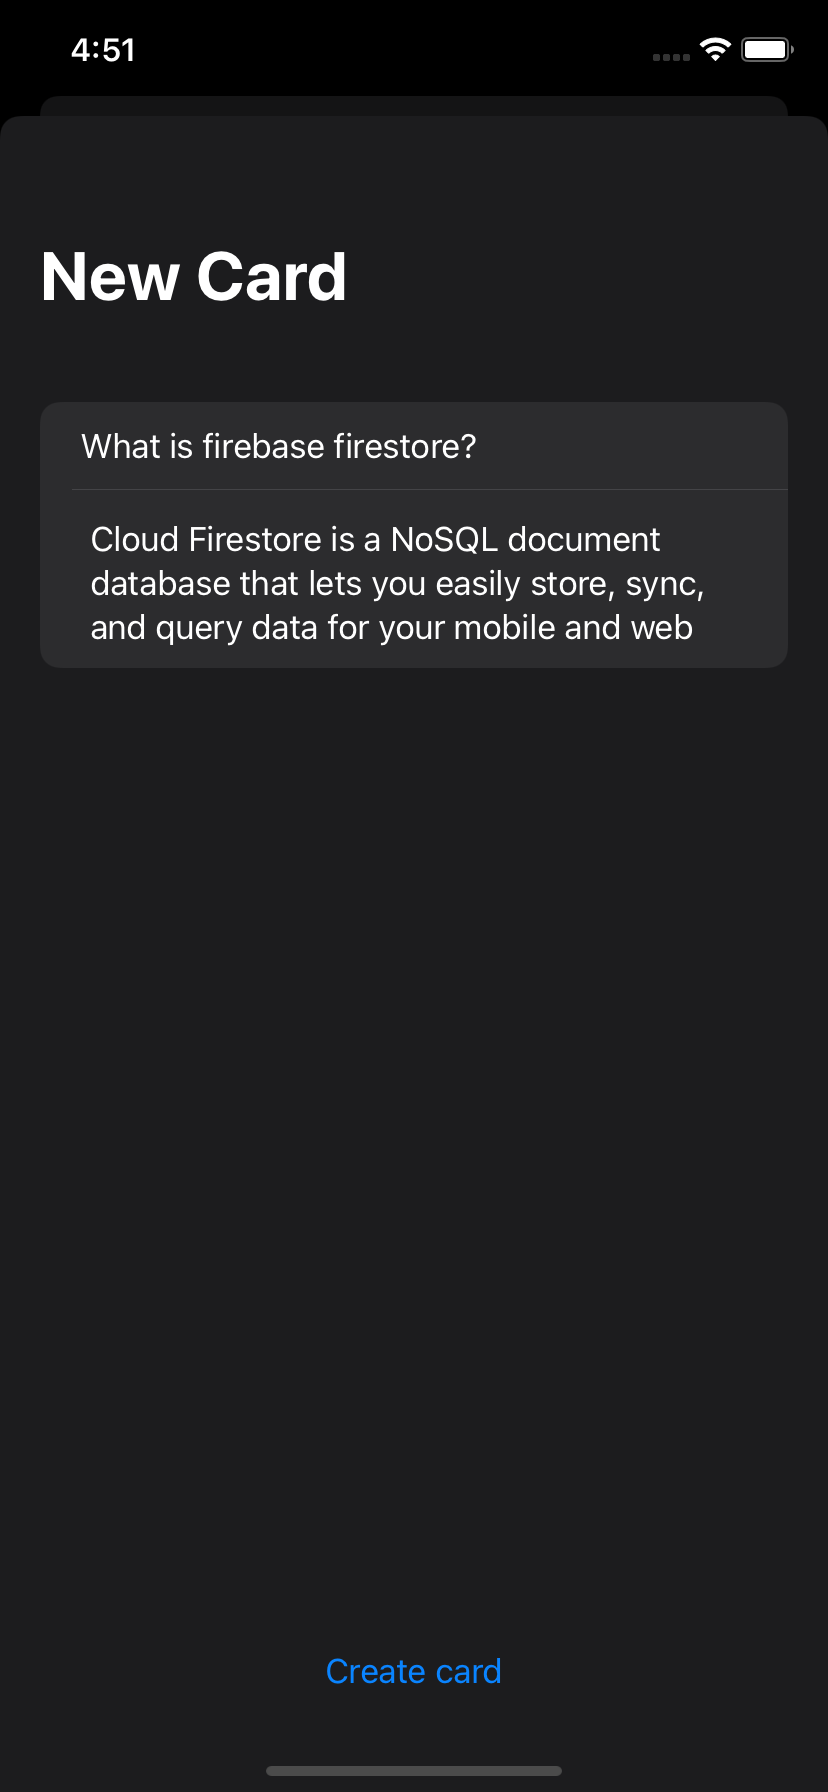 4:51
New Card
What is firebase firestore?
Cloud Firestore is a NoSQL document
database that lets you easily store, sync,
and query data for your mobile and web
Create card